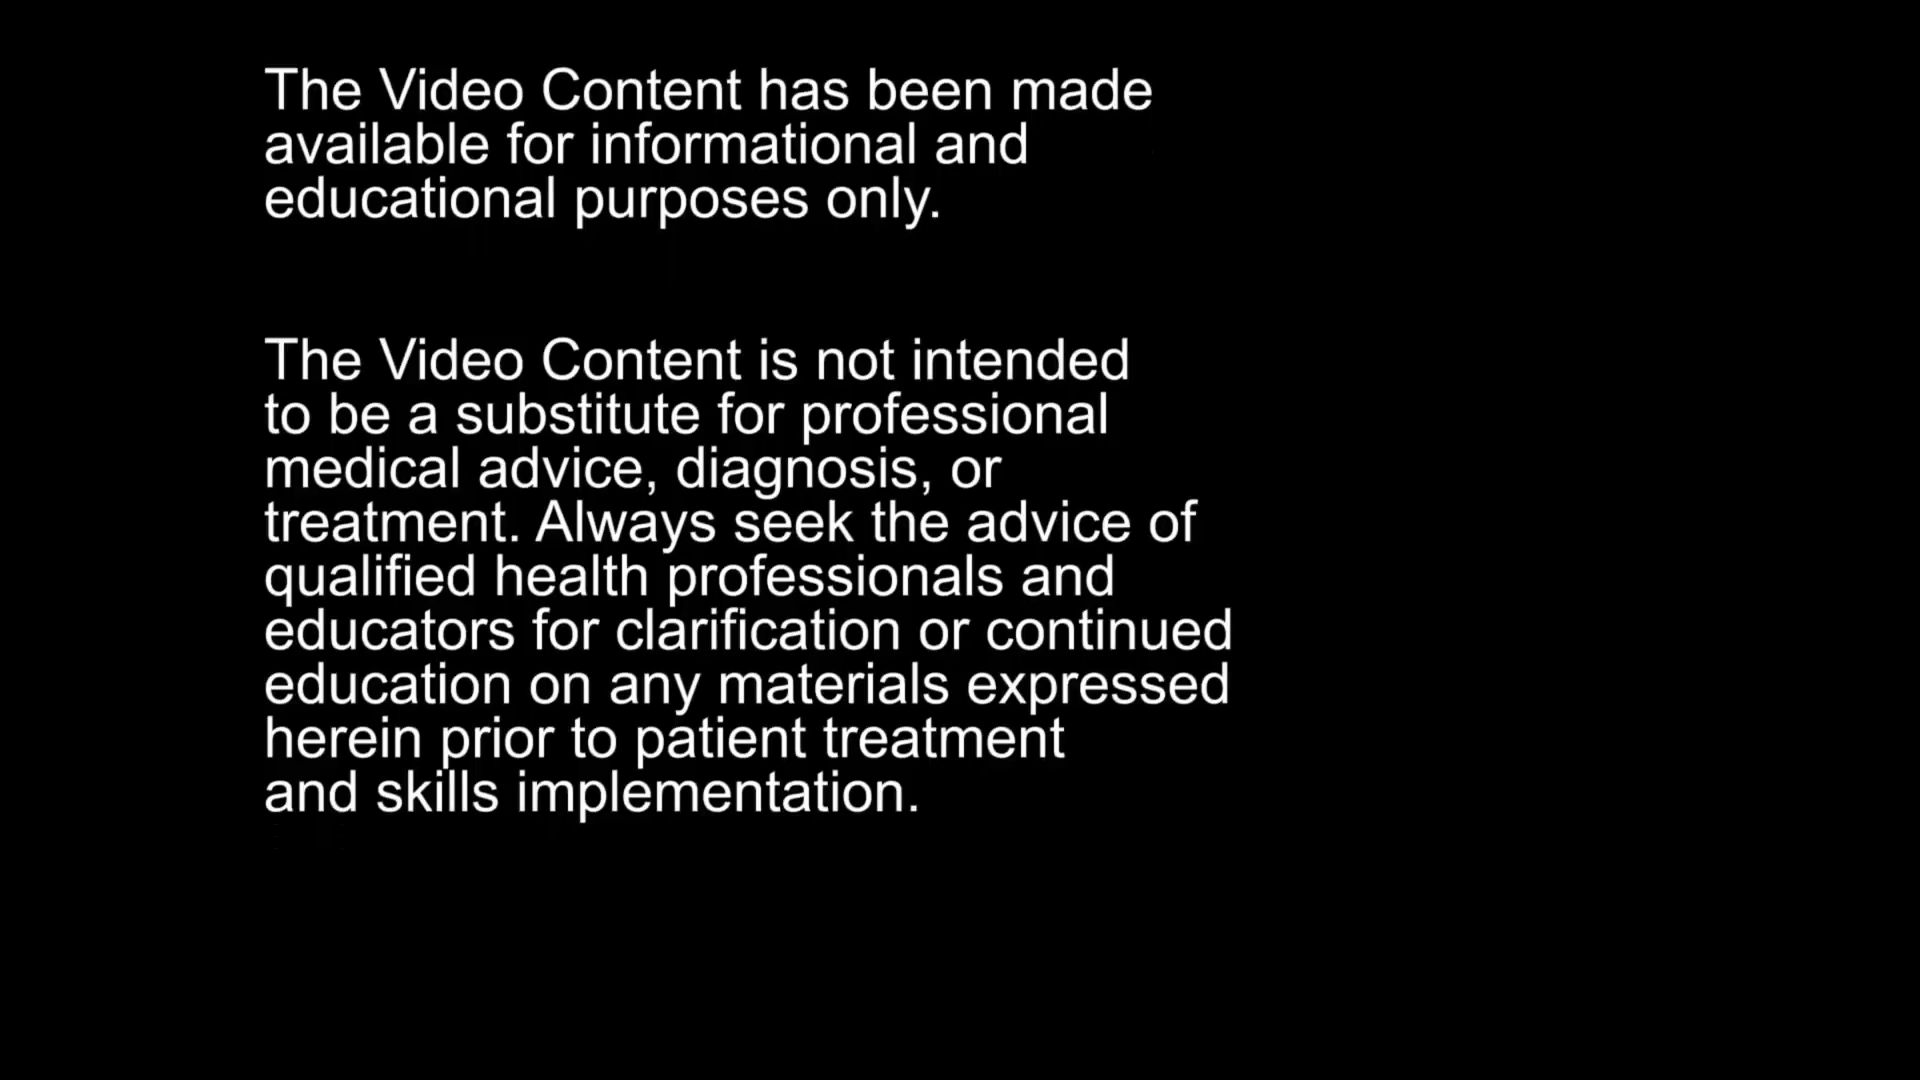 The Video Content has been made
available for informational and
educational purposes only.
The Video Content is not intended
to be a substitute for professional
medical advice, diagnosis, or
treatment. Always seek the advice of
qualified health professionals and
educators for clarification or continued
education on any materials expressed
herein prior to patient treatment
and skills implementation.